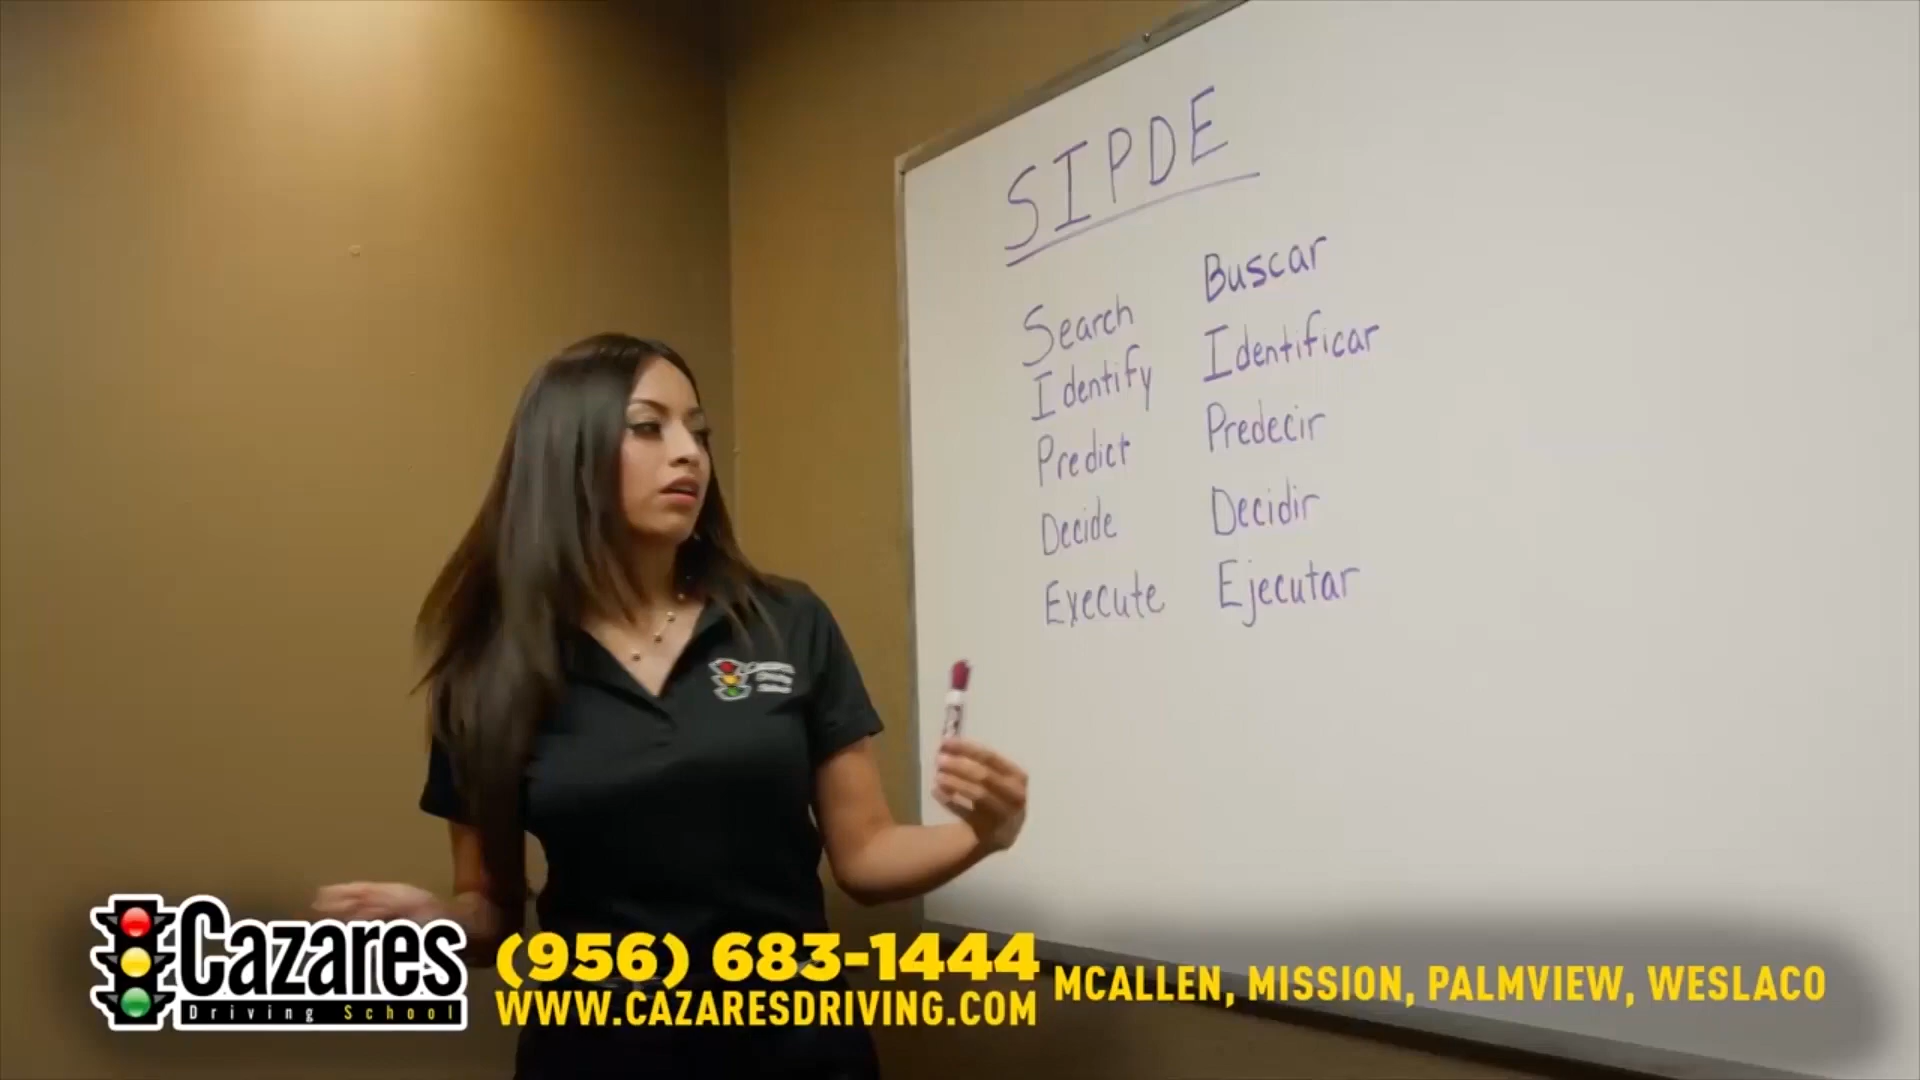 SIPDE
Search Buscar
Identify Identificar
Predict Predecir
Decide Decidir
Execute Ejecutar
Cazares
Driving School
(956) 683-1444
WWW.CAZARESDRIVING.COM
MCALLEN, MISSION, PALMVIEW, WESLACO